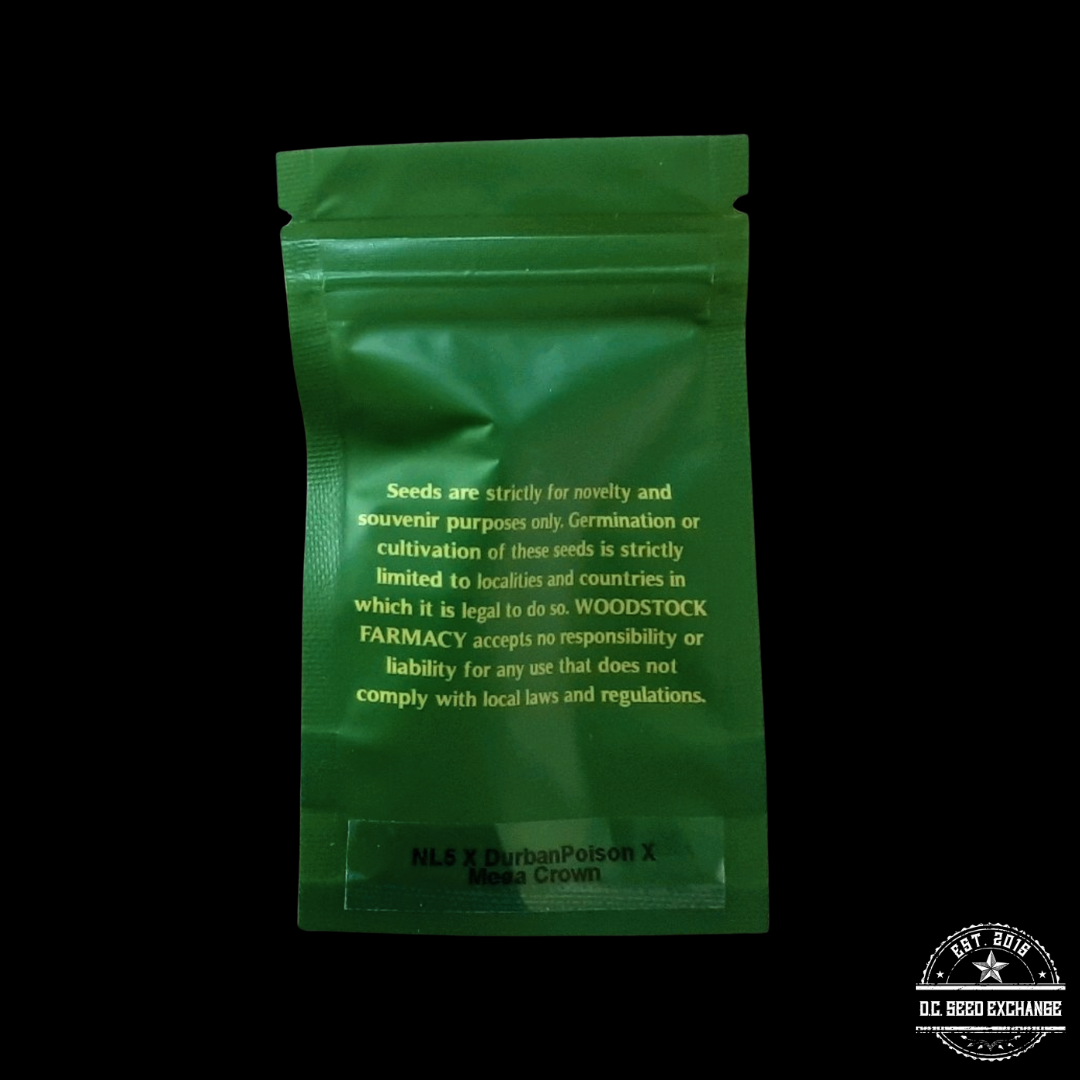 Seeds are strictly for novelty and
souvenir purposes only. Germination or
cultivation of these seeds is strictly
limited to localities and countries in
which it is legal to do so. WOODSTOCK
FARMACY accepts no responsibility or
liability for any use that does not
comply with local laws and regulations.
NL5 X DurbanPoison X
Mega Crown
EST. 2018
D.C. SEED EXCHANGE